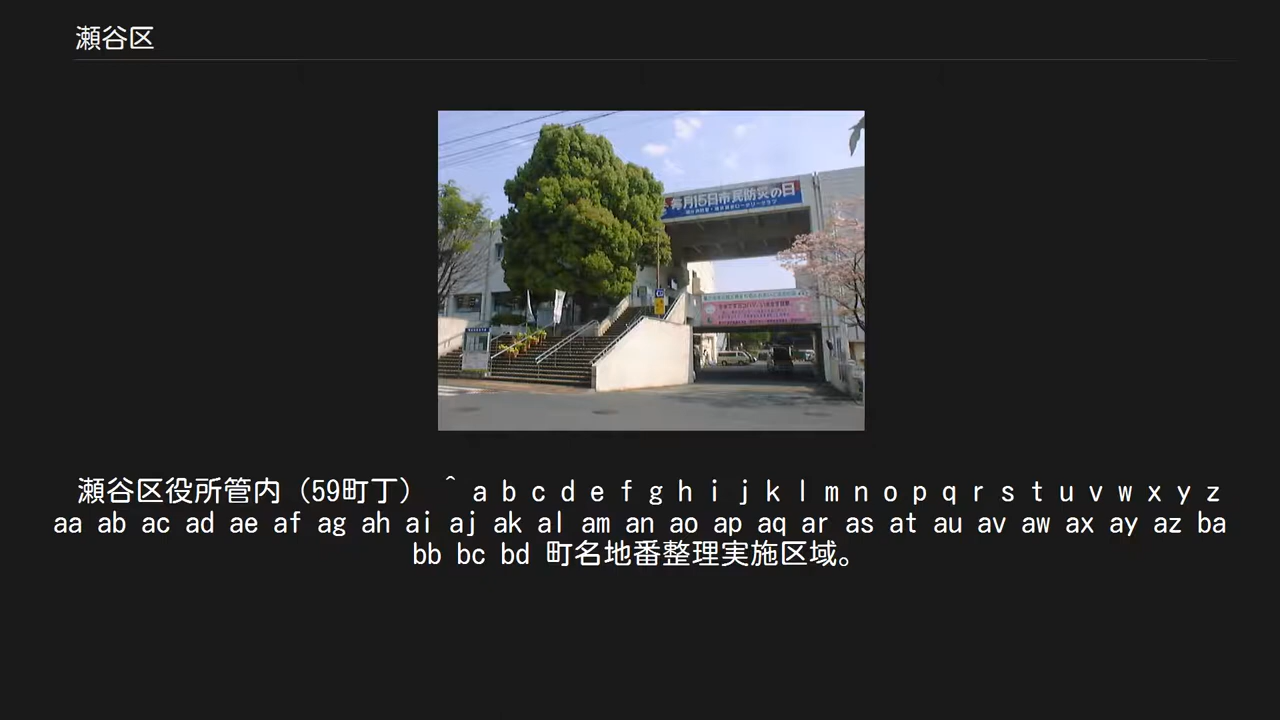 瀬谷区
毎月15日市民防災の日
瀬谷区役所管内（59町丁） ^ a b c d e f g h i j k l m n o p q r s t u v w x y z
aa ab ac ad ae af ag ah ai aj ak al am an ao ap aq ar as at au av aw ax ay az ba
bb bc bd 町名地番整理実施区域。